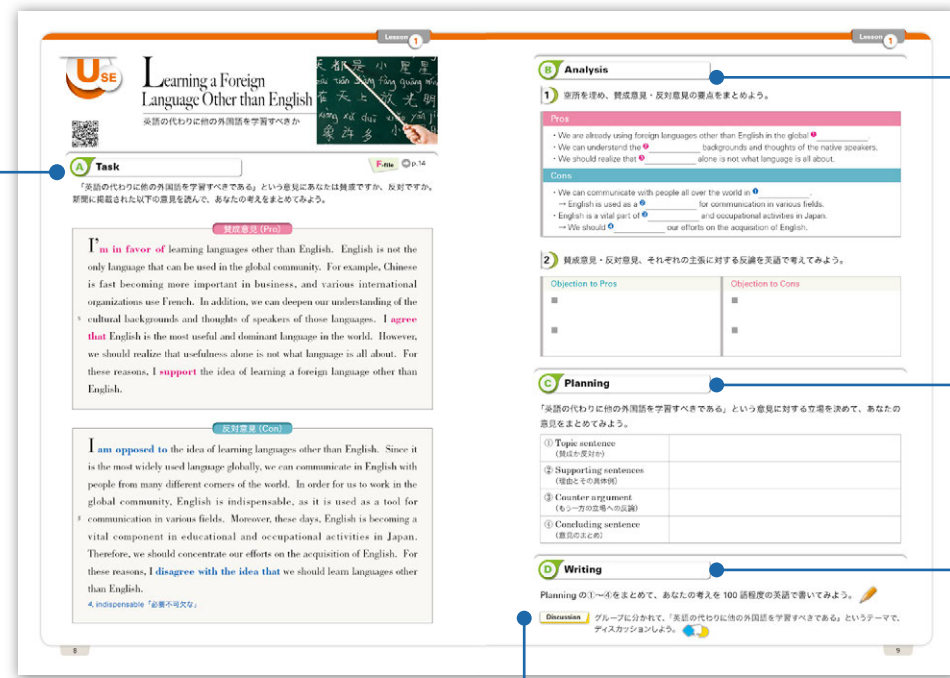 Lesson 1
USE
Learning a Foreign
Language Other than English
英語の代わりに他の外国語を学習すべきか
A Task
F-File p.14
「英語の代わりに他の外国語を学習すべきである」という意見にあなたは賛成ですか、反対ですか。
新聞に掲載された以下の意見を読んで、あなたの考えをまとめてみよう。
賛成意見 (Pro)
I'm in favor of learning languages other than English. English is not the
only language that can be used in the global community. For example, Chinese
is fast becoming more important in business, and various international
organizations use French. In addition, we can deepen our understanding of the
5 cultural backgrounds and thoughts of speakers of those languages. I agree
that English is the most useful and dominant language in the world. However,
we should realize that usefulness alone is not what language is all about. For
these reasons, I support the idea of learning a foreign language other than
English.
反対意見 (Con)
I am opposed to the idea of learning languages other than English. Since it
is the most widely used language globally, we can communicate in English with
people from many different corners of the world. In order for us to work in the
global community, English is indispensable, as it is used as a tool for
5 communication in various fields. Moreover, these days, English is becoming a
vital component in educational and occupational activities in Japan.
Therefore, we should concentrate our efforts on the acquisition of English. For
these reasons, I disagree with the idea that we should learn languages other
than English.
4. indispensable「必要不可欠な」
8
Lesson 1
B Analysis
1 空所を埋め、賛成意見・反対意見の要点をまとめよう。
Pros
・We are already using foreign languages other than English in the global ❶ ________.
・We can understand the ❷ ________ backgrounds and thoughts of the native speakers.
・We should realize that ❸ ________ alone is not what language is all about.
Cons
・We can communicate with people all over the world in ❶ ________.
→ English is used as a ❷ ________ for communication in various fields.
・English is a vital part of ❸ ________ and occupational activities in Japan.
→ We should ❹ ________ our efforts on the acquisition of English.
2 賛成意見・反対意見、それぞれの主張に対する反論を英語で考えてみよう。
Objection to Pros
Objection to Cons
C Planning
「英語の代わりに他の外国語を学習すべきである」という意見に対する立場を決めて、あなたの
意見をまとめてみよう。
① Topic sentence
(賛成か反対か)
② Supporting sentences
(理由とその具体例)
③ Counter argument
(もう一方の立場への反論)
④ Concluding sentence
(意見のまとめ)
D Writing
Planning の①〜④をまとめて、あなたの考えを 100 語程度の英語で書いてみよう。
Discussion グループに分かれて、「英語の代わりに他の外国語を学習すべきである」というテーマで、
ディスカッションしよう。
9